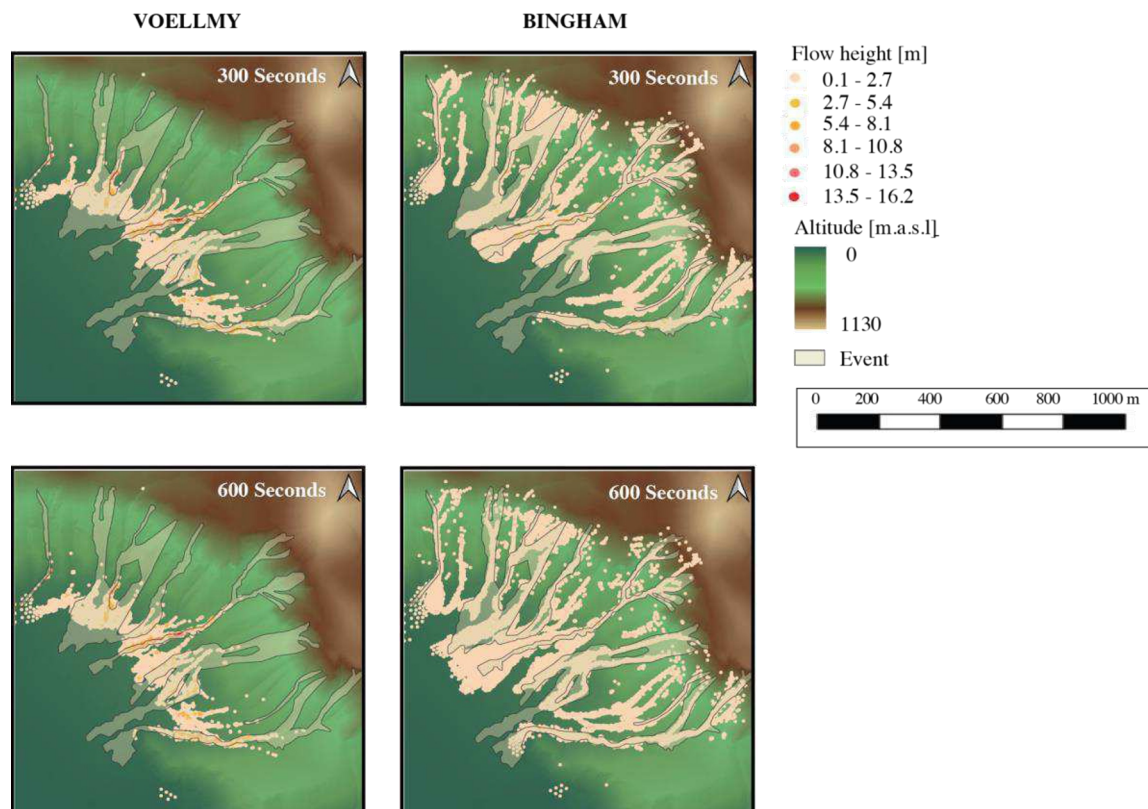 VOELLMY
BINGHAM
300 Seconds
300 Seconds
Flow height [m]
0.1 - 2.7
2.7 - 5.4
5.4 - 8.1
8.1 - 10.8
10.8 - 13.5
13.5 - 16.2
Altitude [m.a.s.l]
0
1130
Event
0 200 400 600 800 1000 m
600 Seconds
600 Seconds